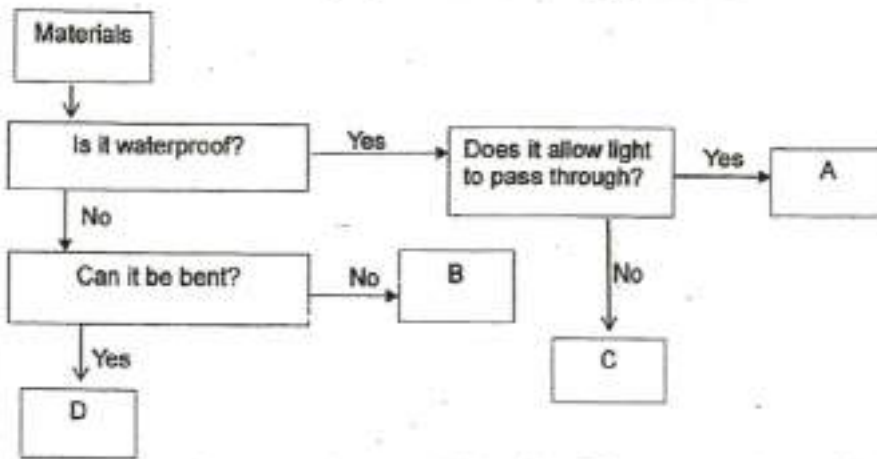 Materials
Is it waterproof?
Yes
Does it allow light
to pass through?
Yes
A
No
Can it be bent?
No
B
No
C
Yes
D